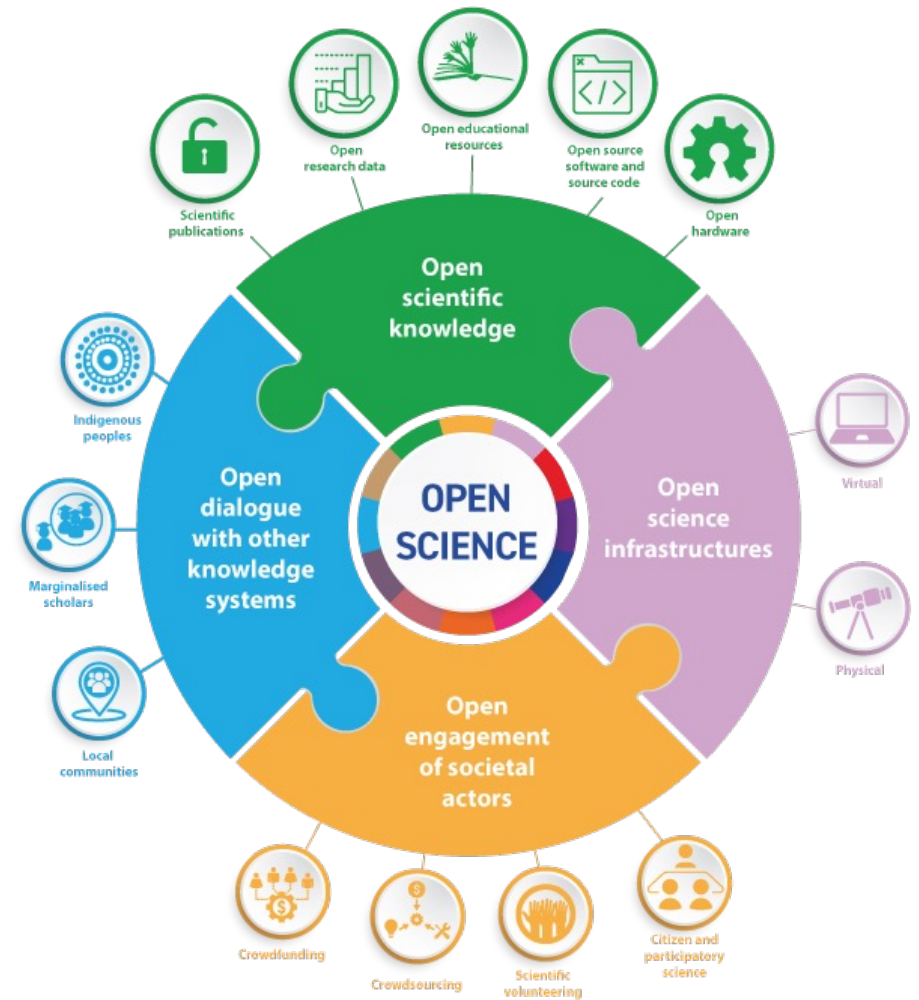 Open educational
resources
Open
research data
Open source
software and
source code
Scientific
publications
Open
hardware
Open
scientific
knowledge
Indigenous
peoples
Open
dialogue
with other
knowledge
systems
Marginalised
scholars
Local
communities
OPEN
SCIENCE
Open
science
infrastructures
Virtual
Physical
Open
engagement
of societal
actors
Crowdfunding
Crowdsourcing
Scientific
volunteering
Citizen and
participatory
science